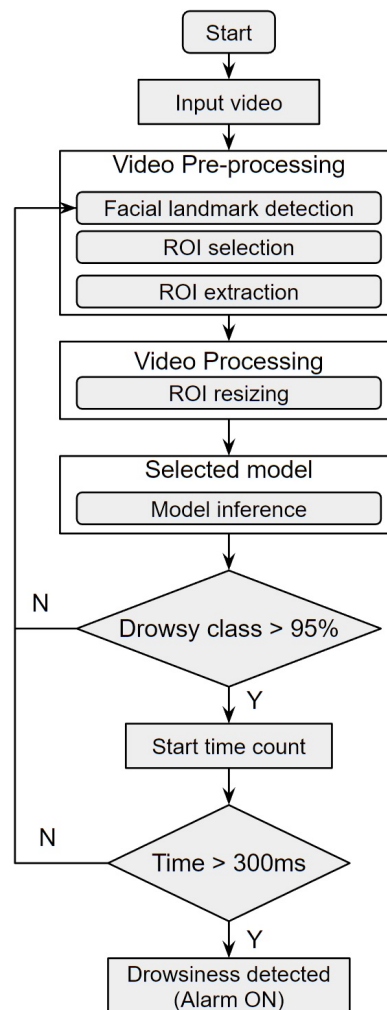 Start
Input video
Video Pre-processing
Facial landmark detection
ROI selection
ROI extraction
Video Processing
ROI resizing
Selected model
Model inference
N
Drowsy class > 95%
Y
Start time count
N
Time > 300ms
Y
Drowsiness detected
(Alarm ON)